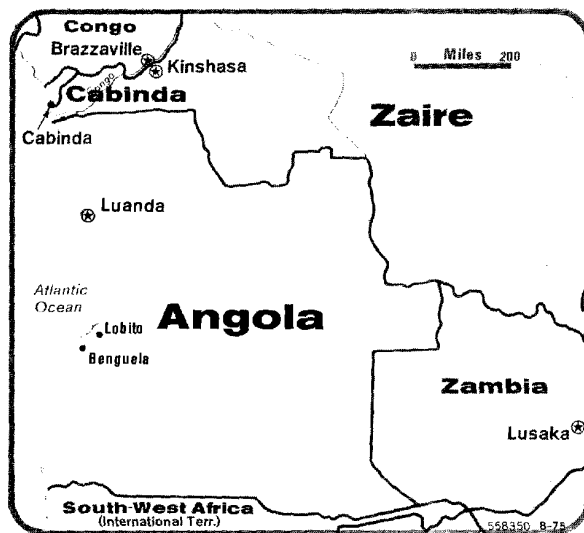 Congo
Brazzaville
Kinshasa
0 Miles 200
Congo
Cabinda
Cabinda
Zaire
Luanda
Atlantic
Ocean
Angola
Lobito
Benguela
Zambia
Lusaka
South-West Africa
(International Terr.)
558350 8-75